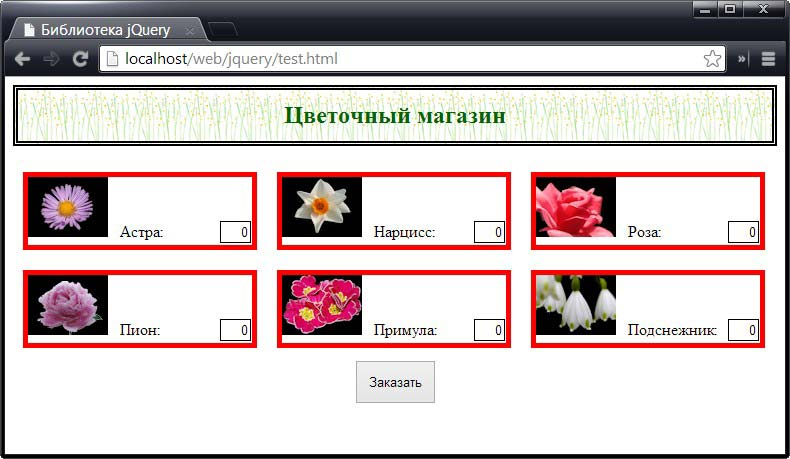 Библиотека jQuery
localhost/web/jquery/test.html
Цветочный магазин
Астра: 0
Нарцисс: 0
Роза: 0
Пион: 0
Примула: 0
Подснежник: 0
Заказать